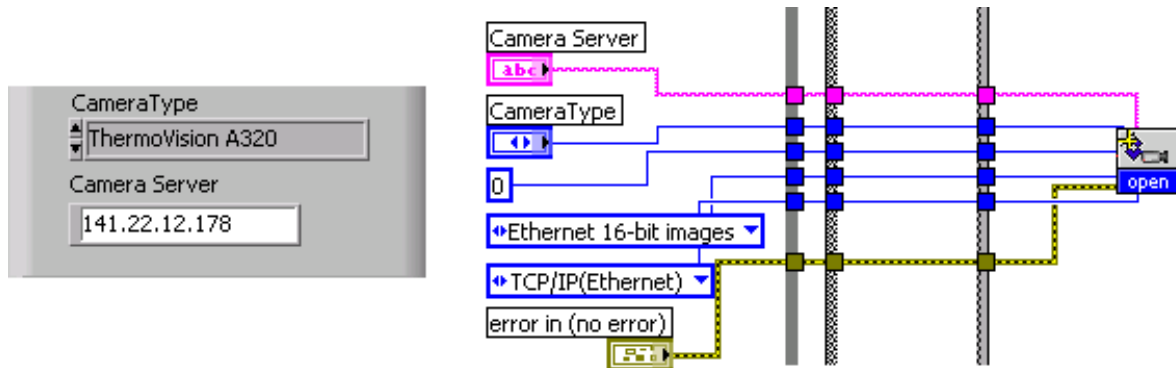 CameraType
ThermoVision A320
Camera Server
141.22.12.178
Camera Server
abc
CameraType
0
Ethernet 16-bit images
TCP/IP(Ethernet)
error in (no error)
open